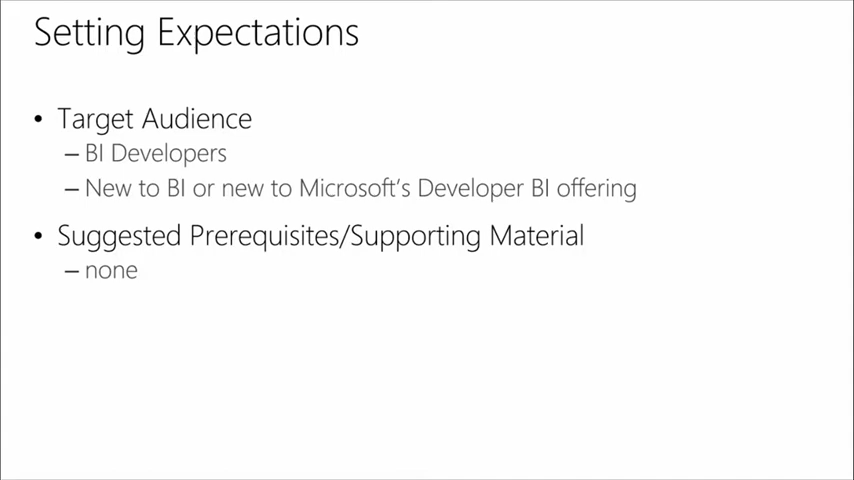 Setting Expectations
• Target Audience
– BI Developers
– New to BI or new to Microsoft's Developer BI offering
• Suggested Prerequisites/Supporting Material
– none